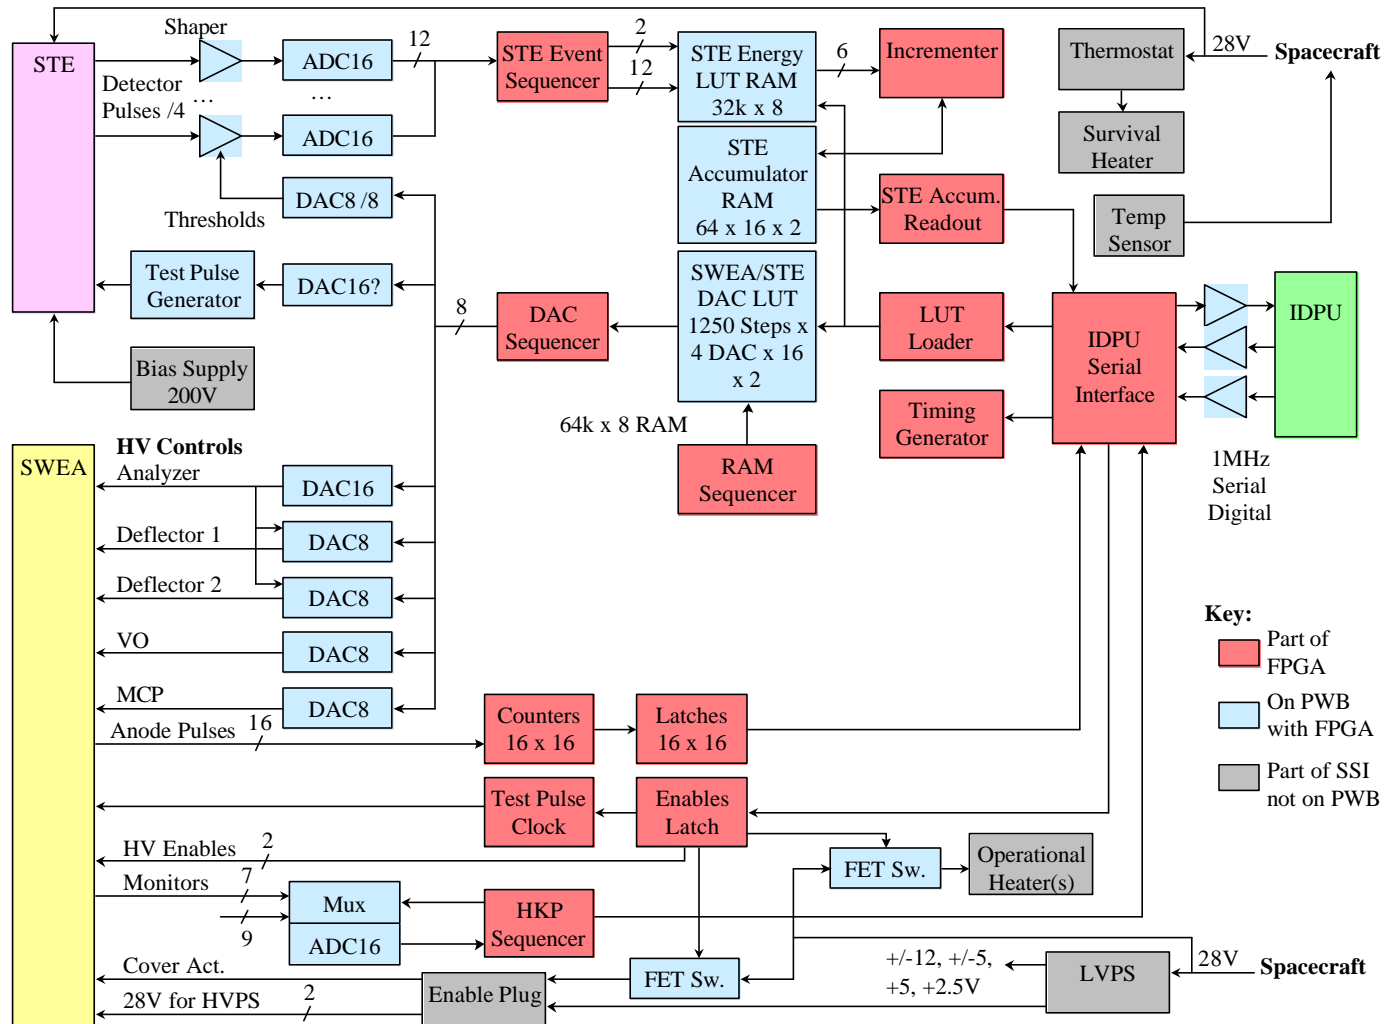 STE
Shaper
Detector
Pulses /4
...
...
ADC16
ADC16
12
STE Event
Sequencer
2
12
STE Energy
LUT RAM
32k x 8
6
Incrementer
Thermostat
28V
Spacecraft
Survival
Heater
STE
Accumulator
RAM
64 x 16 x 2
STE Accum.
Readout
Temp
Sensor
DAC8 /8
Thresholds
Test Pulse
Generator
DAC16?
8
DAC
Sequencer
SWEA/STE
DAC LUT
1250 Steps x
4 DAC x 16
x 2
LUT
Loader
IDPU
Serial
Interface
IDPU
Bias Supply
200V
Timing
Generator
64k x 8 RAM
RAM
Sequencer
1MHz
Serial
Digital
SWEA
HV Controls
Analyzer
DAC16
Deflector 1
DAC8
Deflector 2
DAC8
VO
DAC8
MCP
DAC8
Anode Pulses
16
Counters
16 x 16
Latches
16 x 16
Key:
Part of
FPGA
On PWB
with FPGA
Part of SSI
not on PWB
Test Pulse
Clock
Enables
Latch
HV Enables
2
FET Sw.
Operational
Heater(s)
Monitors
7
9
Mux
ADC16
HKP
Sequencer
Cover Act.
28V for HVPS
2
Enable Plug
FET Sw.
+/-12, +/-5,
+5, +2.5V
LVPS
28V
Spacecraft